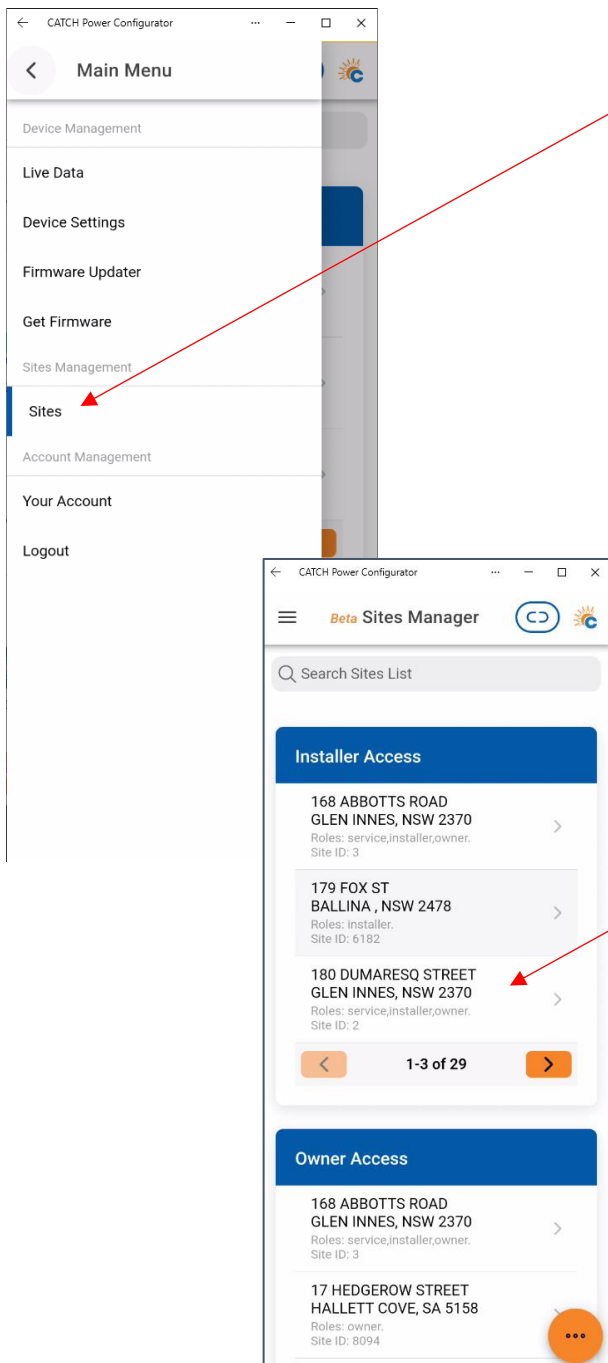 CATCH Power Configurator
Main Menu
Device Management
Live Data
Device Settings
Firmware Updater
Get Firmware
Sites Management
Sites
Account Management
Your Account
Logout
CATCH Power Configurator
Beta Sites Manager
Search Sites List
Installer Access
168 ABBOTTS ROAD
GLEN INNES, NSW 2370
Roles: service,installer,owner.
Site ID: 3
179 FOX ST
BALLINA , NSW 2478
Roles: installer.
Site ID: 6182
180 DUMARESQ STREET
GLEN INNES, NSW 2370
Roles: service,installer,owner.
Site ID: 2
1-3 of 29
Owner Access
168 ABBOTTS ROAD
GLEN INNES, NSW 2370
Roles: service,installer,owner.
Site ID: 3
17 HEDGEROW STREET
HALLETT COVE, SA 5158
Roles: owner.
Site ID: 8094